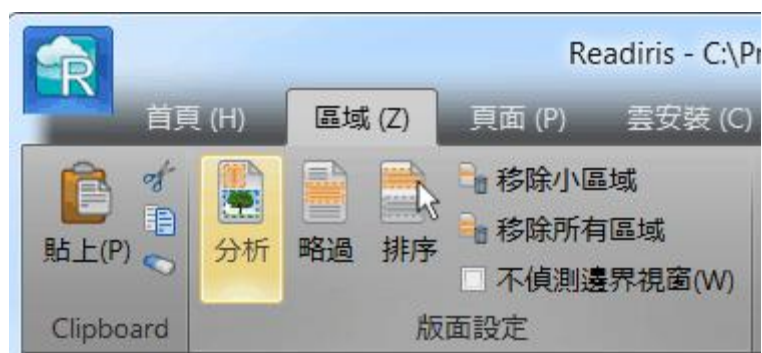 Readiris - C:\Pr
首頁 (H) 區域 (Z) 頁面 (P) 雲安裝 (C)
移除小區域
移除所有區域
貼上(P) 分析 略過 排序
不偵測邊界視窗(W)
Clipboard 版面設定